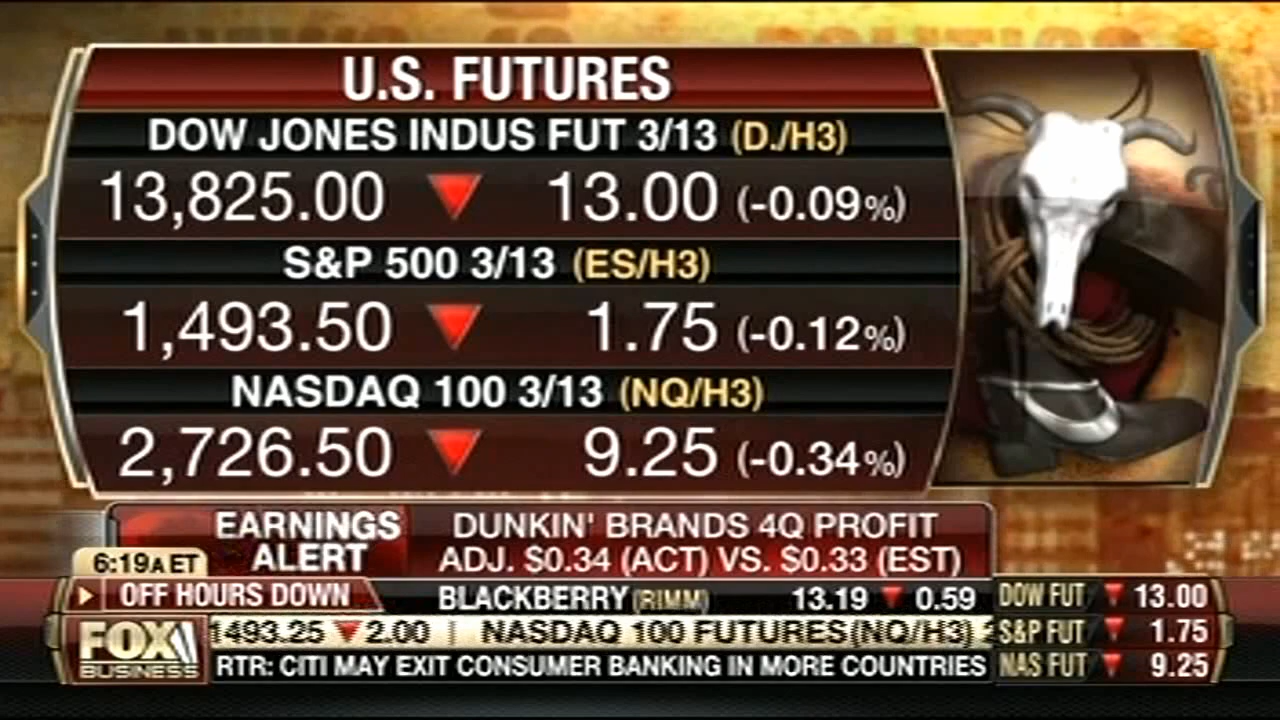 U.S. FUTURES
DOW JONES INDUS FUT 3/13 (D./H3)
13,825.00 ▼ 13.00 (-0.09%)
S&P 500 3/13 (ES/H3)
1,493.50 ▼ 1.75 (-0.12%)
NASDAQ 100 3/13 (NQ/H3)
2,726.50 ▼ 9.25 (-0.34%)
EARNINGS ALERT
DUNKIN' BRANDS 4Q PROFIT
ADJ. $0.34 (ACT) VS. $0.33 (EST)
6:19A ET
OFF HOURS DOWN
BLACKBERRY (RIMM) 13.19 ▼ 0.59
DOW FUT ▼ 13.00
FOX BUSINESS
1493.25 ▼ 2.00 | NASDAQ 100 FUTURES(NQ/H3)
S&P FUT ▼ 1.75
RTR: CITI MAY EXIT CONSUMER BANKING IN MORE COUNTRIES
NAS FUT ▼ 9.25